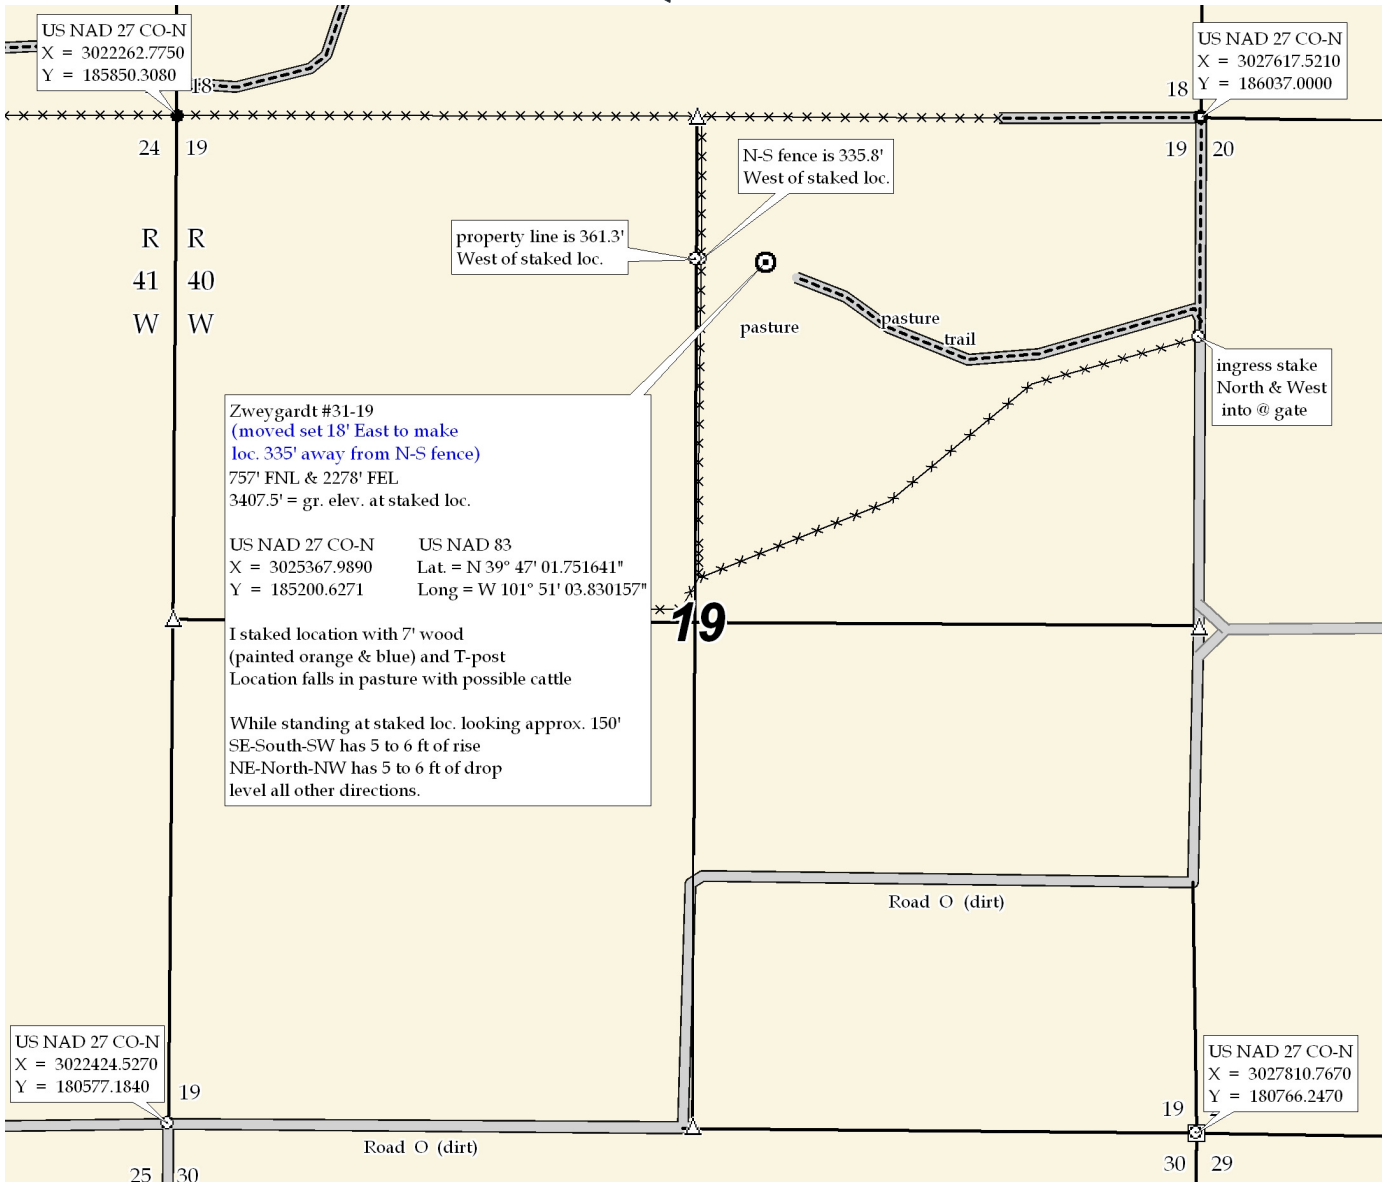 US NAD 27 CO-N
X = 3022262.7750
Y = 185850.3080
18
US NAD 27 CO-N
X = 3027617.5210
Y = 186037.0000
18
24 19
19 20
N-S fence is 335.8'
West of staked loc.
property line is 361.3'
West of staked loc.
R R
41 40
W W
pasture
pasture
trail
ingress stake
North & West
into @ gate
Zweygardt #31-19
(moved set 18' East to make
loc. 335' away from N-S fence)
757' FNL & 2278' FEL
3407.5' = gr. elev. at staked loc.
US NAD 27 CO-N US NAD 83
X = 3025367.9890 Lat. = N 39° 47' 01.751641"
Y = 185200.6271 Long = W 101° 51' 03.830157"
I staked location with 7' wood
(painted orange & blue) and T-post
Location falls in pasture with possible cattle
While standing at staked loc. looking approx. 150'
SE-South-SW has 5 to 6 ft of rise
NE-North-NW has 5 to 6 ft of drop
level all other directions.
19
Road O (dirt)
US NAD 27 CO-N
X = 3022424.5270
Y = 180577.1840
19
US NAD 27 CO-N
X = 3027810.7670
Y = 180766.2470
19
Road O (dirt)
25 30
30 29